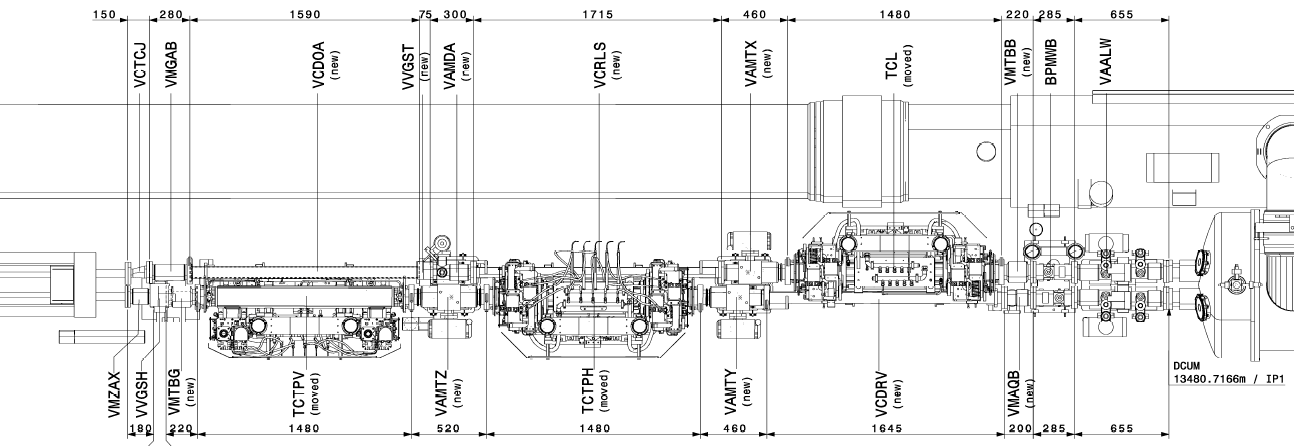 150 280 1590 75 300 1715 460 1480 220 285 655
VCTCJ
VMGAB
VCDOA
(new)
VVGST
(new)
VAMDA
(new)
VCRLS
(new)
VAMTX
(new)
TCL
(moved)
VMTBB
(new)
BPMWB
VAALW
DCUM
13480.7166m / IP1
VMZAX
VVGSH
VMTBG
(new)
TCTPV
(moved)
VAMTZ
(new)
TCTPH
(moved)
VAMTY
(new)
VCDRV
(new)
VMAQB
(new)
180 220 1480 520 1480 460 1645 200 285 655